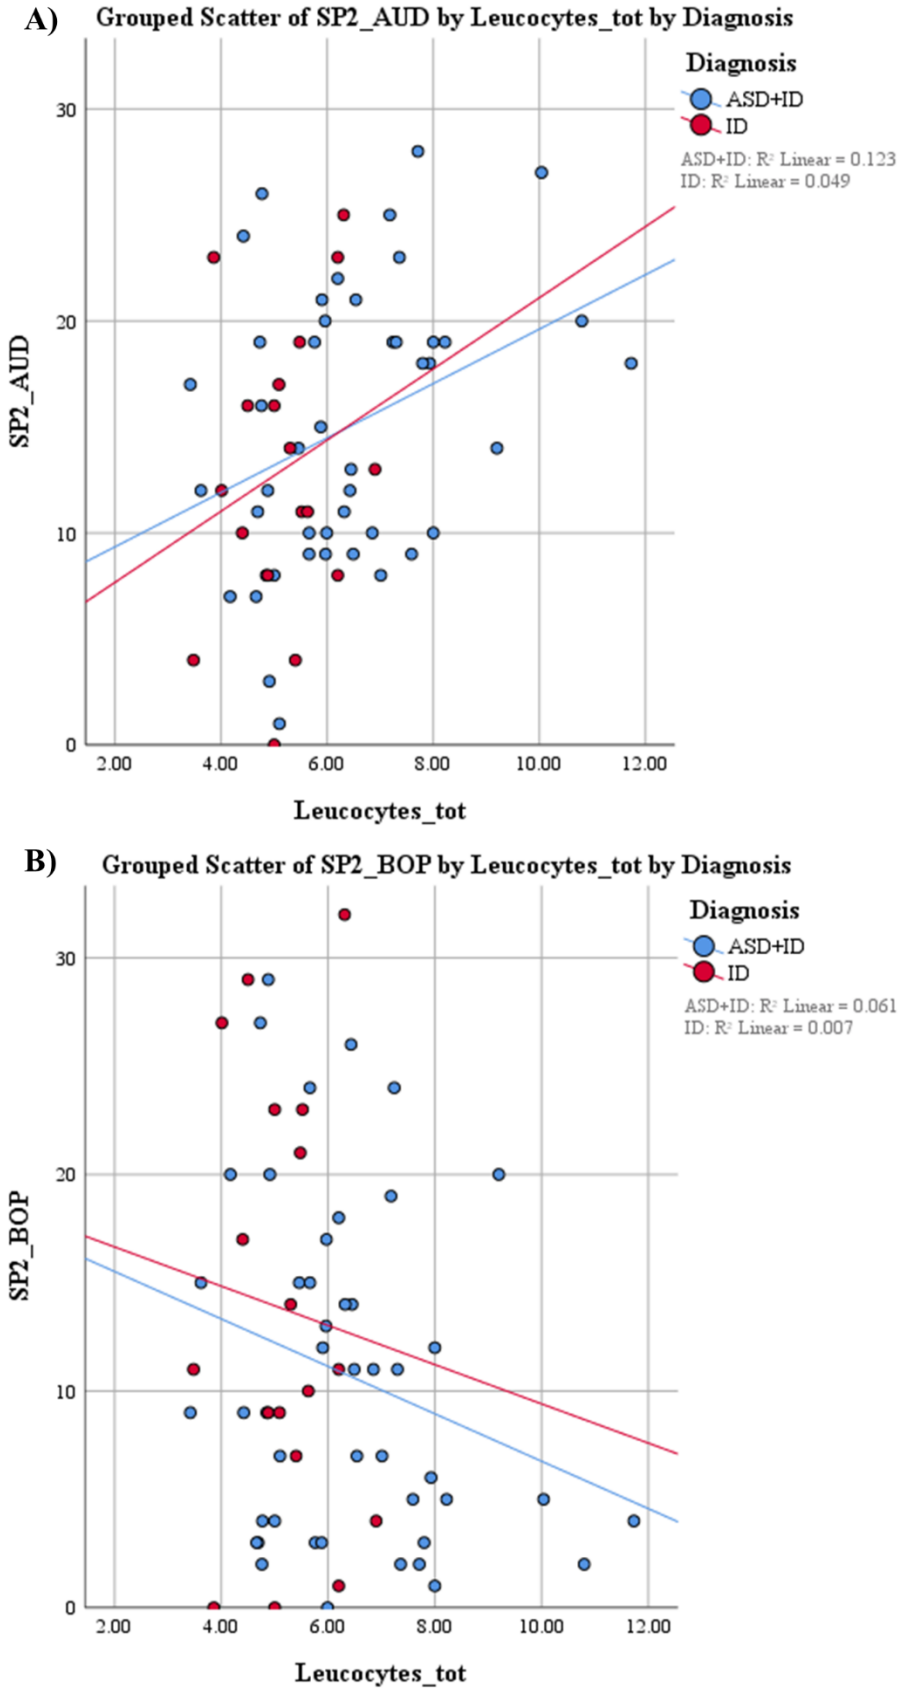 A)
Grouped Scatter of SP2_AUD by Leucocytes_tot by Diagnosis
Diagnosis
ASD+ID
ID
ASD+ID: R² Linear = 0.123
ID: R² Linear = 0.049
30
20
10
0
SP2_AUD
2.00 4.00 6.00 8.00 10.00 12.00
Leucocytes_tot
B)
Grouped Scatter of SP2_BOP by Leucocytes_tot by Diagnosis
Diagnosis
ASD+ID
ID
ASD+ID: R² Linear = 0.061
ID: R² Linear = 0.007
30
20
10
0
SP2_BOP
2.00 4.00 6.00 8.00 10.00 12.00
Leucocytes_tot